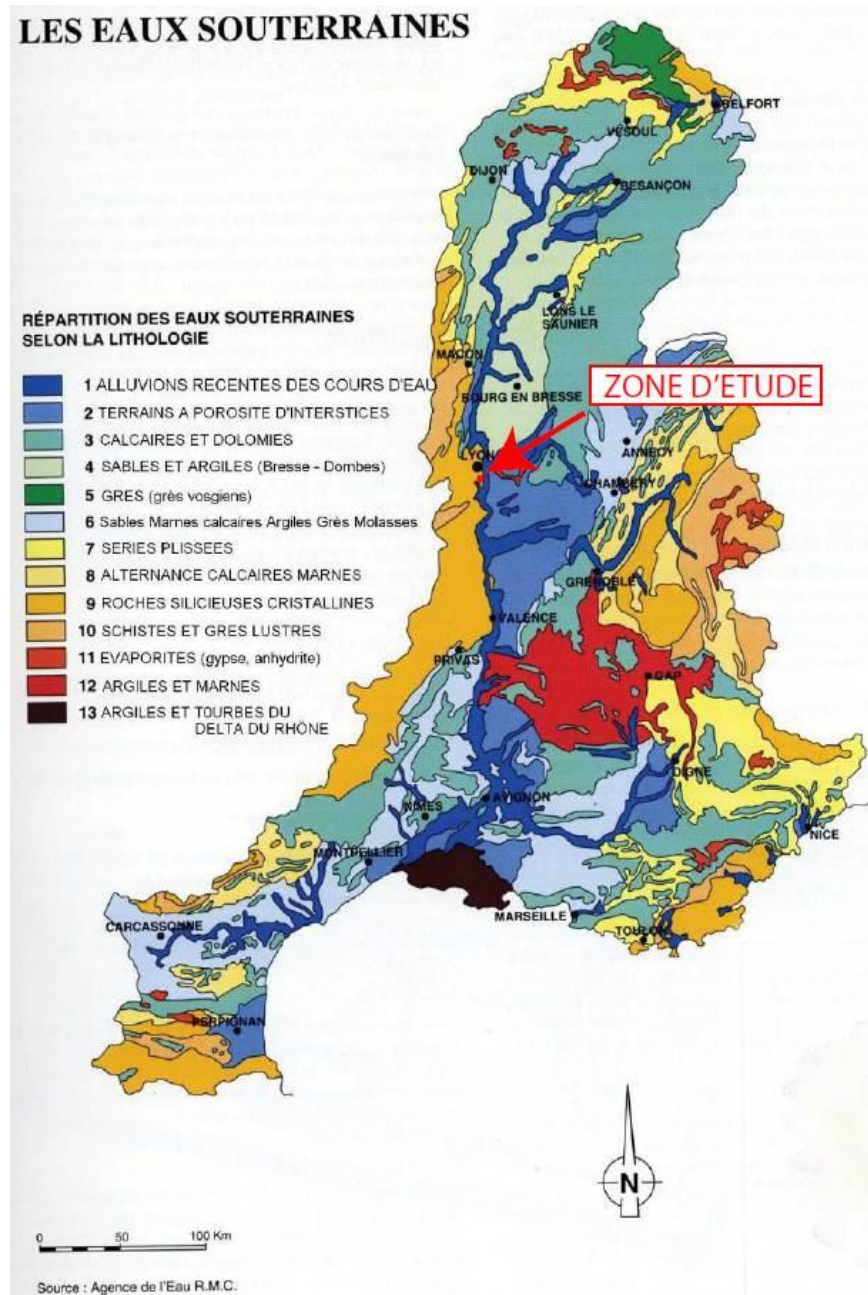 LES EAUX SOUTERRAINES
BELFORT
VESOUL
DIJON
BESANÇON
RÉPARTITION DES EAUX SOUTERRAINES
SELON LA LITHOLOGIE
LONS LE
SAUNIER
MACON
1 ALLUVIONS RECENTES DES COURS D'EAU
BOURG EN BRESSE
ZONE D'ETUDE
2 TERRAINS A POROSITE D'INTERSTICES
3 CALCAIRES ET DOLOMIES
ANNECY
4 SABLES ET ARGILES (Bresse - Dombes)
LYON
5 GRES (grès vosgiens)
CHAMBERY
6 Sables Marnes calcaires Argiles Grès Molasses
7 SERIES PLISSEES
8 ALTERNANCE CALCAIRES MARNES
GRENOBLE
9 ROCHES SILICIEUSES CRISTALLINES
VALENCE
10 SCHISTES ET GRES LUSTRES
PRIVAS
11 EVAPORITES (gypse, anhydrite)
12 ARGILES ET MARNES
GAP
13 ARGILES ET TOURBES DU
DELTA DU RHÔNE
DIGNE
AVIGNON
NIMES
NICE
MONTPELLIER
MARSEILLE
CARCASSONNE
TOULON
PERPIGNAN
N
0 50 100 Km
Source : Agence de l'Eau R.M.C.